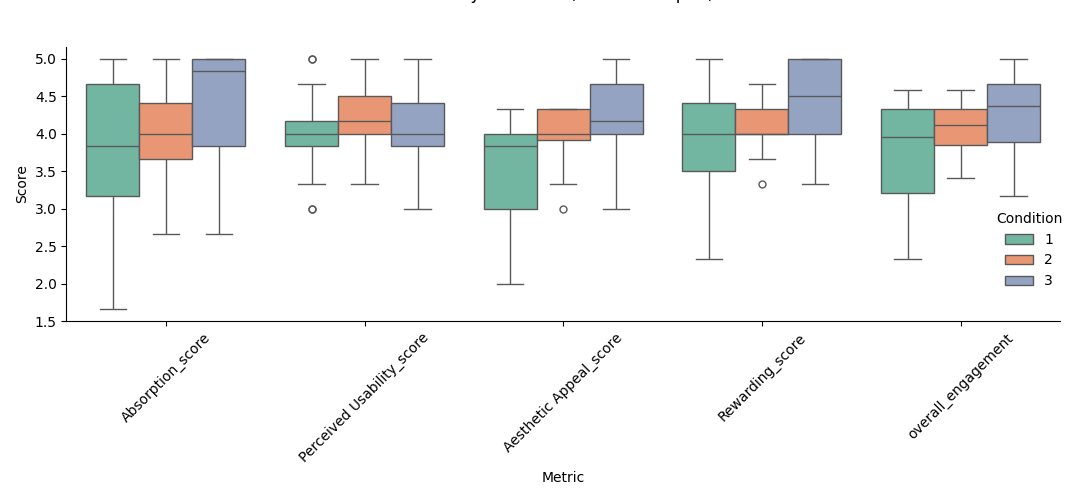 5.0
4.5
4.0
3.5
3.0
2.5
2.0
1.5
Score
Absorption_score
Perceived Usability_score
Aesthetic Appeal_score
Rewarding_score
overall_engagement
Metric
Condition
1
2
3